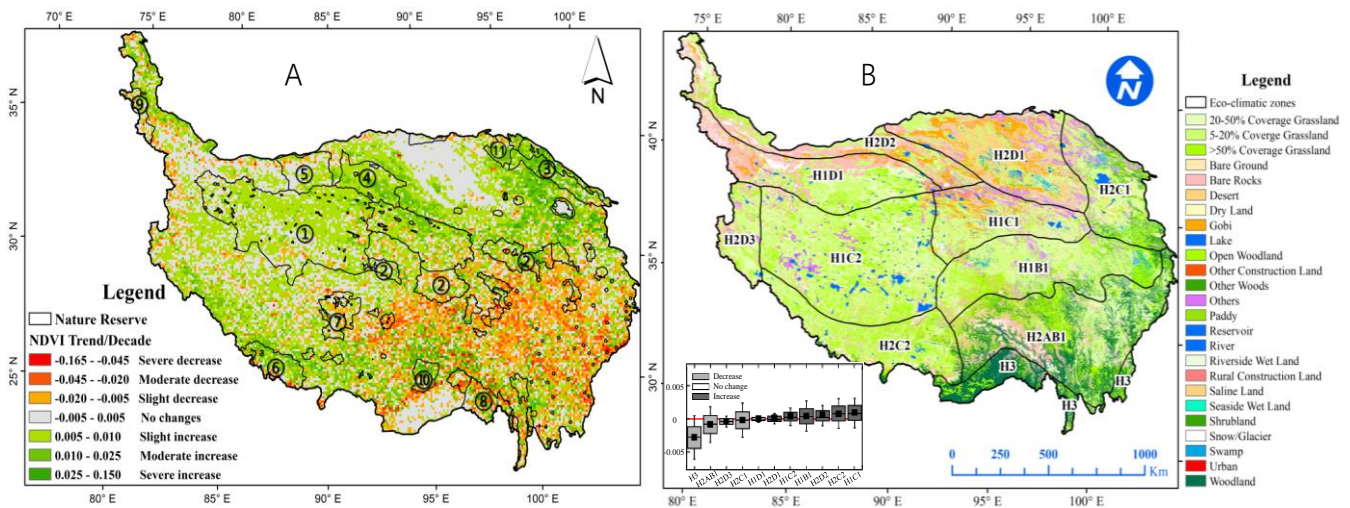 70° E 75° E 80° E 85° E 90° E 95° E 100° E 105° E
A
N
35° N
30° N
25° N
40° N
35° N
30° N
80° E 85° E 90° E 95° E 100° E
⑨
⑪
③
⑤
④
①
②
②
②
⑦
⑥
⑩
⑧
Legend
Nature Reserve
NDVI Trend/Decade
-0.165 - -0.045 Severe decrease
-0.045 - -0.020 Moderate decrease
-0.020 - -0.005 Slight decrease
-0.005 - 0.005 No changes
0.005 - 0.010 Slight increase
0.010 - 0.025 Moderate increase
0.025 - 0.150 Severe increase
75° E 80° E 85° E 90° E 95° E 100° E
B
N
40° N
35° N
30° N
80° E 85° E 90° E 95° E 100° E
H2D2
H2D1
H1D1
H2C1
H1C1
H2D3
H1C2
H1B1
H2AB1
H2C2
H3
H3
H3
Decrease
No change
Increase
0.005
0
-0.005
H3 H2AB1 H2D3 H2C1 H1D1 H2D1 H1C2 H1B1 H2D2 H2C2 H1C1
0 250 500 1000
Km
Legend
Eco-climatic zones
20-50% Coverage Grassland
5-20% Coverge Grassland
>50% Coverage Grassland
Bare Ground
Bare Rocks
Desert
Dry Land
Gobi
Lake
Open Woodland
Other Construction Land
Other Woods
Others
Paddy
Reservoir
River
Riverside Wet Land
Rural Construction Land
Saline Land
Seaside Wet Land
Shrubland
Snow/Glacier
Swamp
Urban
Woodland